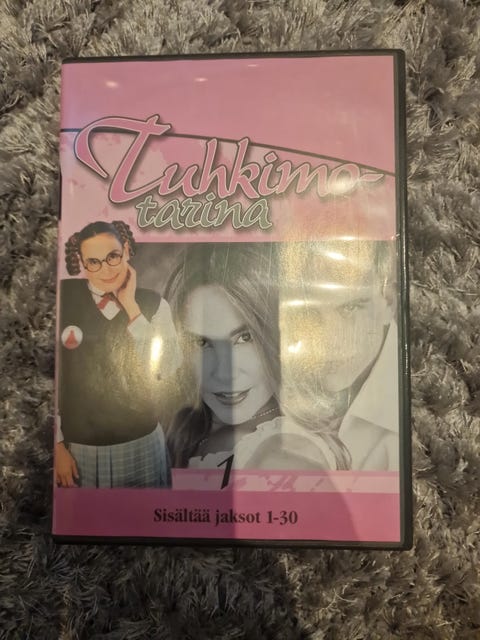 Tuhkimo-
tarina
1
Sisältää jaksot 1-30